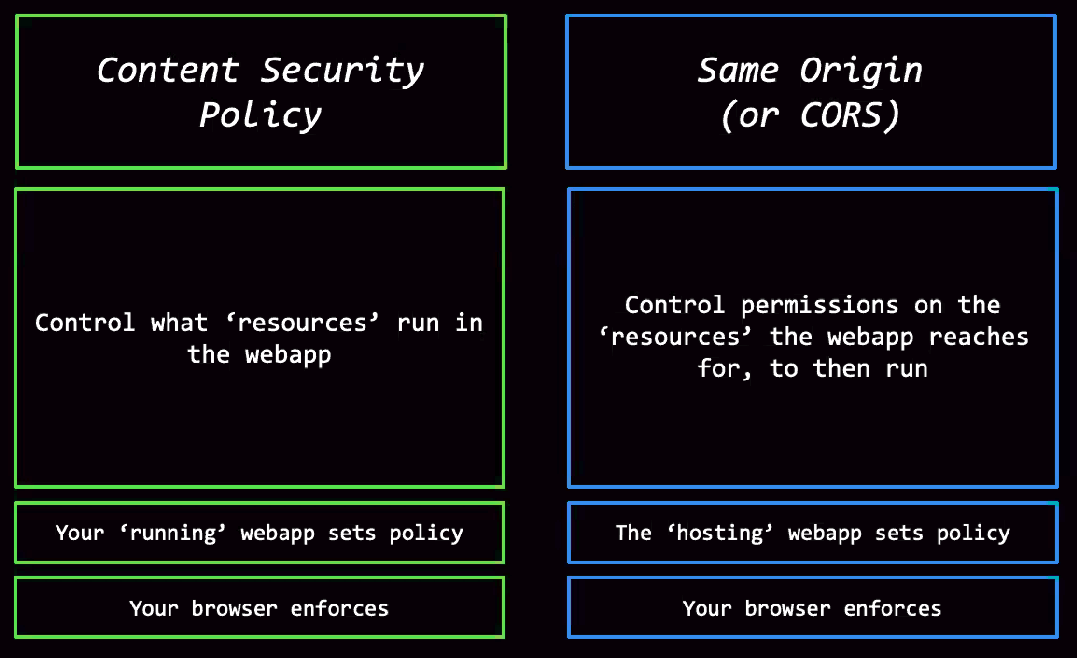 Content Security
Policy
Control what ‘resources’ run in
the webapp
Your ‘running’ webapp sets policy
Your browser enforces
Same Origin
(or CORS)
Control permissions on the
‘resources’ the webapp reaches
for, to then run
The ‘hosting’ webapp sets policy
Your browser enforces